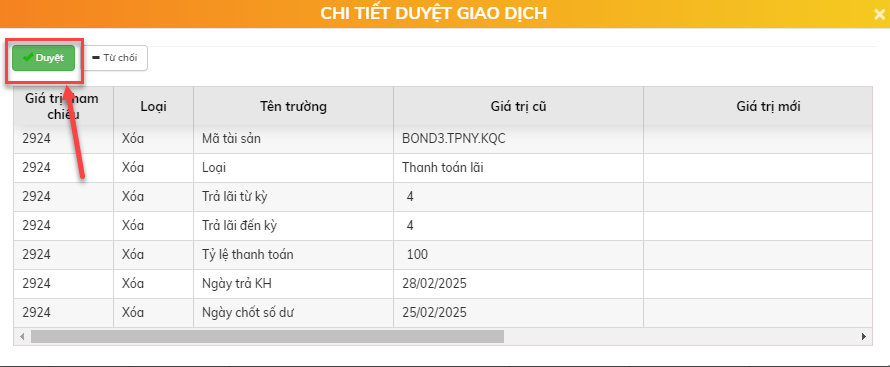 CHI TIẾT DUYỆT GIAO DỊCH
Duyệt Từ chối
Giá trị tham chiếu Loại Tên trường Giá trị cũ Giá trị mới
2924 Xóa Mã tài sản BOND3.TPNY.KQC
2924 Xóa Loại Thanh toán lãi
2924 Xóa Trả lãi từ kỳ 4
2924 Xóa Trả lãi đến kỳ 4
2924 Xóa Tỷ lệ thanh toán 100
2924 Xóa Ngày trả KH 28/02/2025
2924 Xóa Ngày chốt số dư 25/02/2025